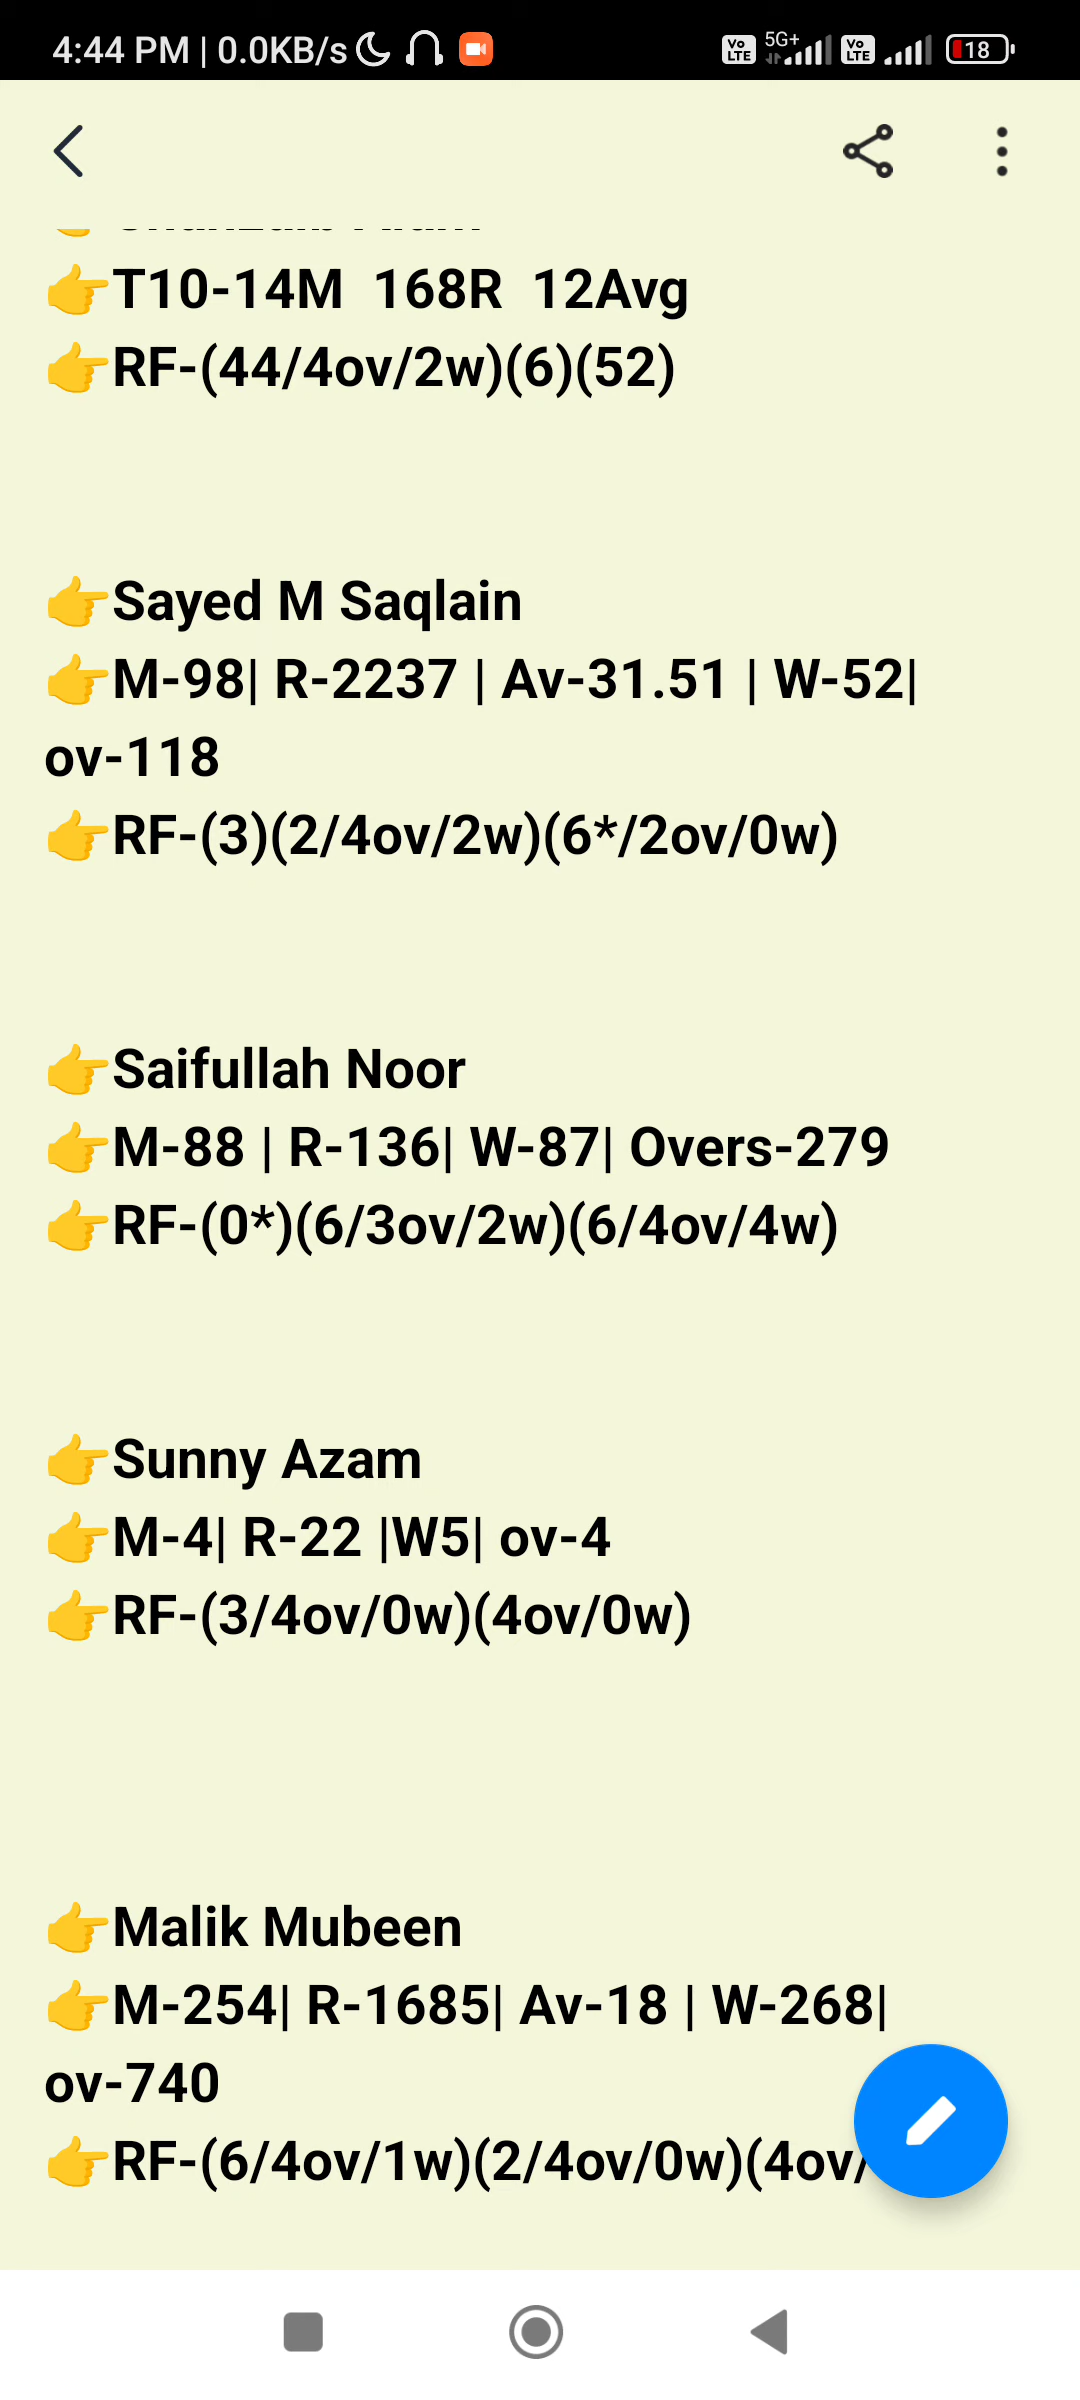 4:44 PM | 0.0KB/s
Vo LTE 5G+ Vo LTE 18
👉T10-14M 168R 12Avg
👉RF-(44/4ov/2w)(6)(52)
👉Sayed M Saqlain
👉M-98| R-2237 | Av-31.51 | W-52|
ov-118
👉RF-(3)(2/4ov/2w)(6*/2ov/0w)
👉Saifullah Noor
👉M-88 | R-136| W-87| Overs-279
👉RF-(0*)(6/3ov/2w)(6/4ov/4w)
👉Sunny Azam
👉M-4| R-22 |W5| ov-4
👉RF-(3/4ov/0w)(4ov/0w)
👉Malik Mubeen
👉M-254| R-1685| Av-18 | W-268|
ov-740
👉RF-(6/4ov/1w)(2/4ov/0w)(4ov/